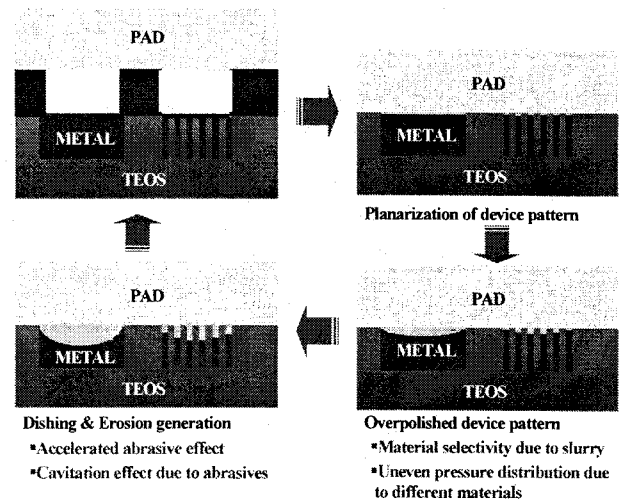 PAD
METAL
TEOS
PAD
METAL
TEOS
Planarization of device pattern
PAD
METAL
TEOS
Dishing & Erosion generation
▪Accelerated abrasive effect
▪Cavitation effect due to abrasives
PAD
METAL
TEOS
Overpolished device pattern
▪Material selectivity due to slurry
▪Uneven pressure distribution due
to different materials